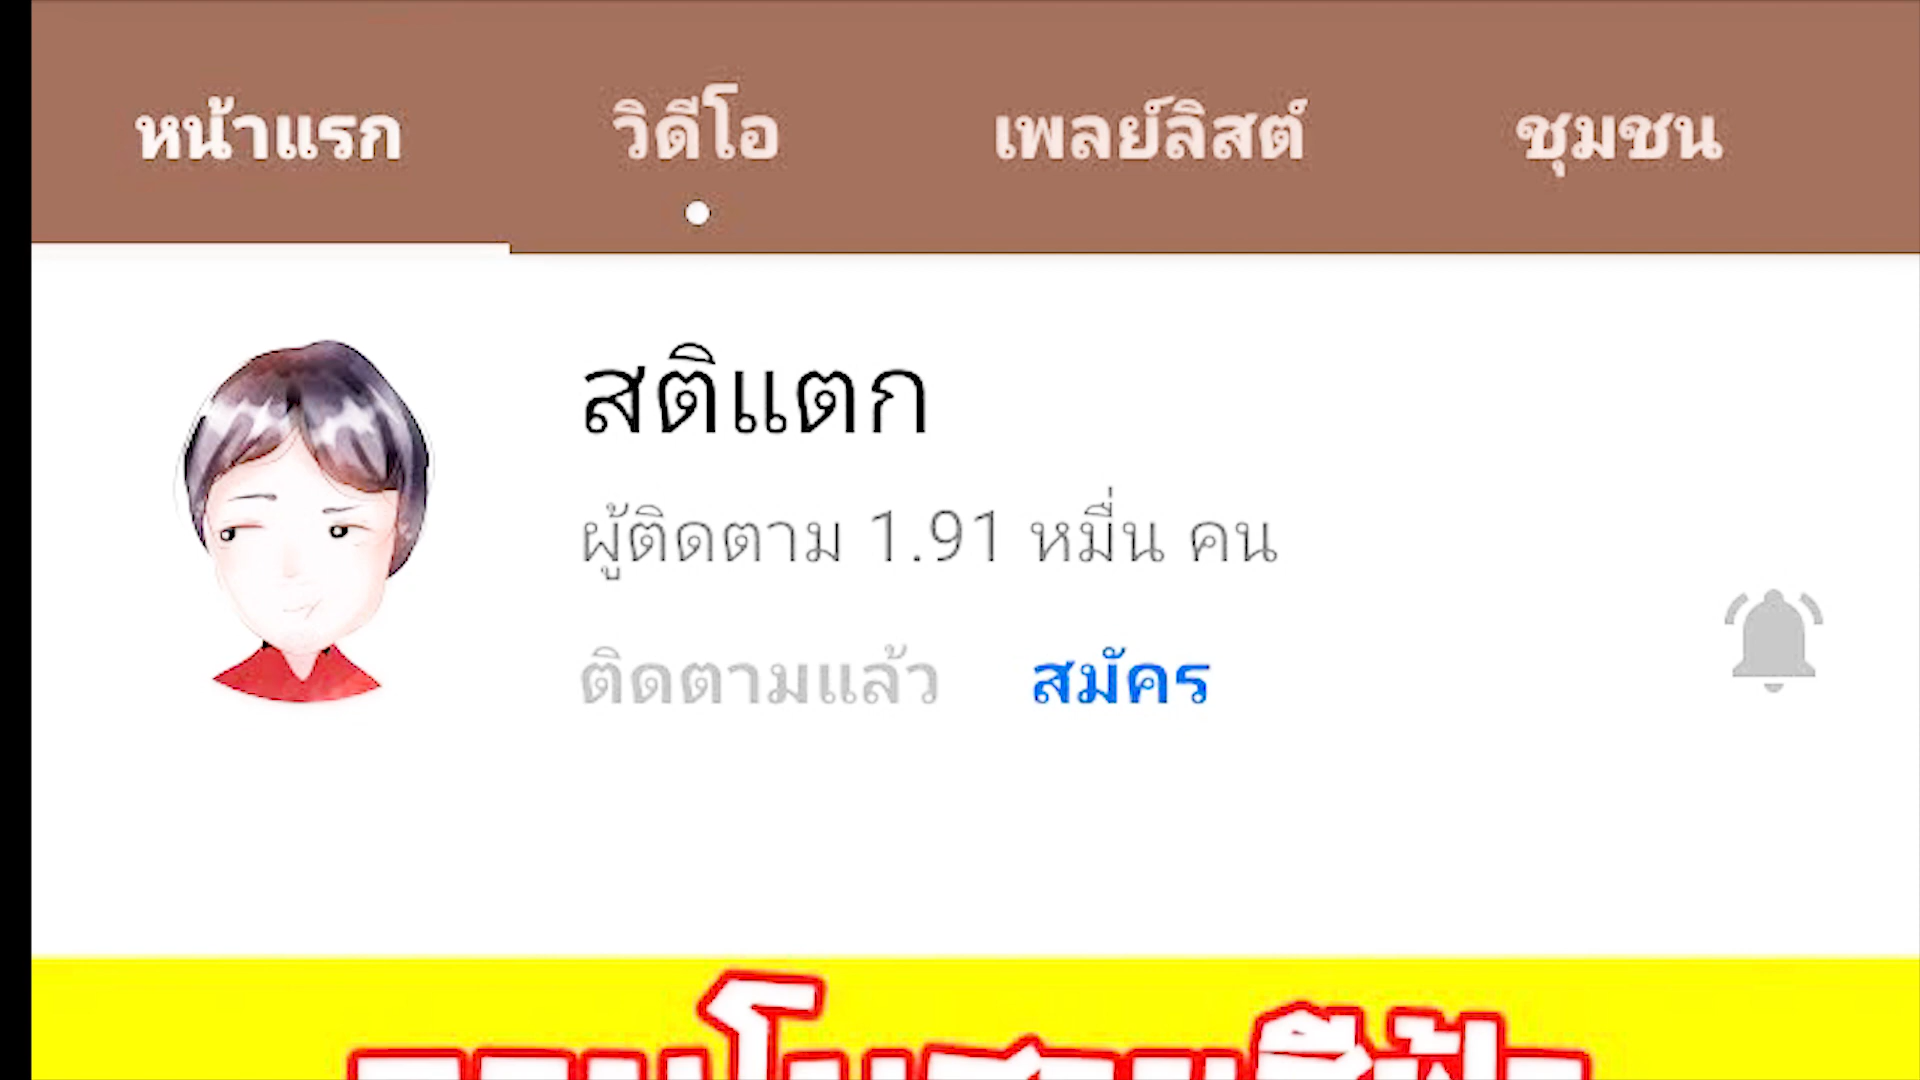 หน้าแรก วิดีโอ เพลย์ลิสต์ ชุมชน
สติแตก
ผู้ติดตาม 1.91 หมื่น คน
ติดตามแล้ว สมัคร